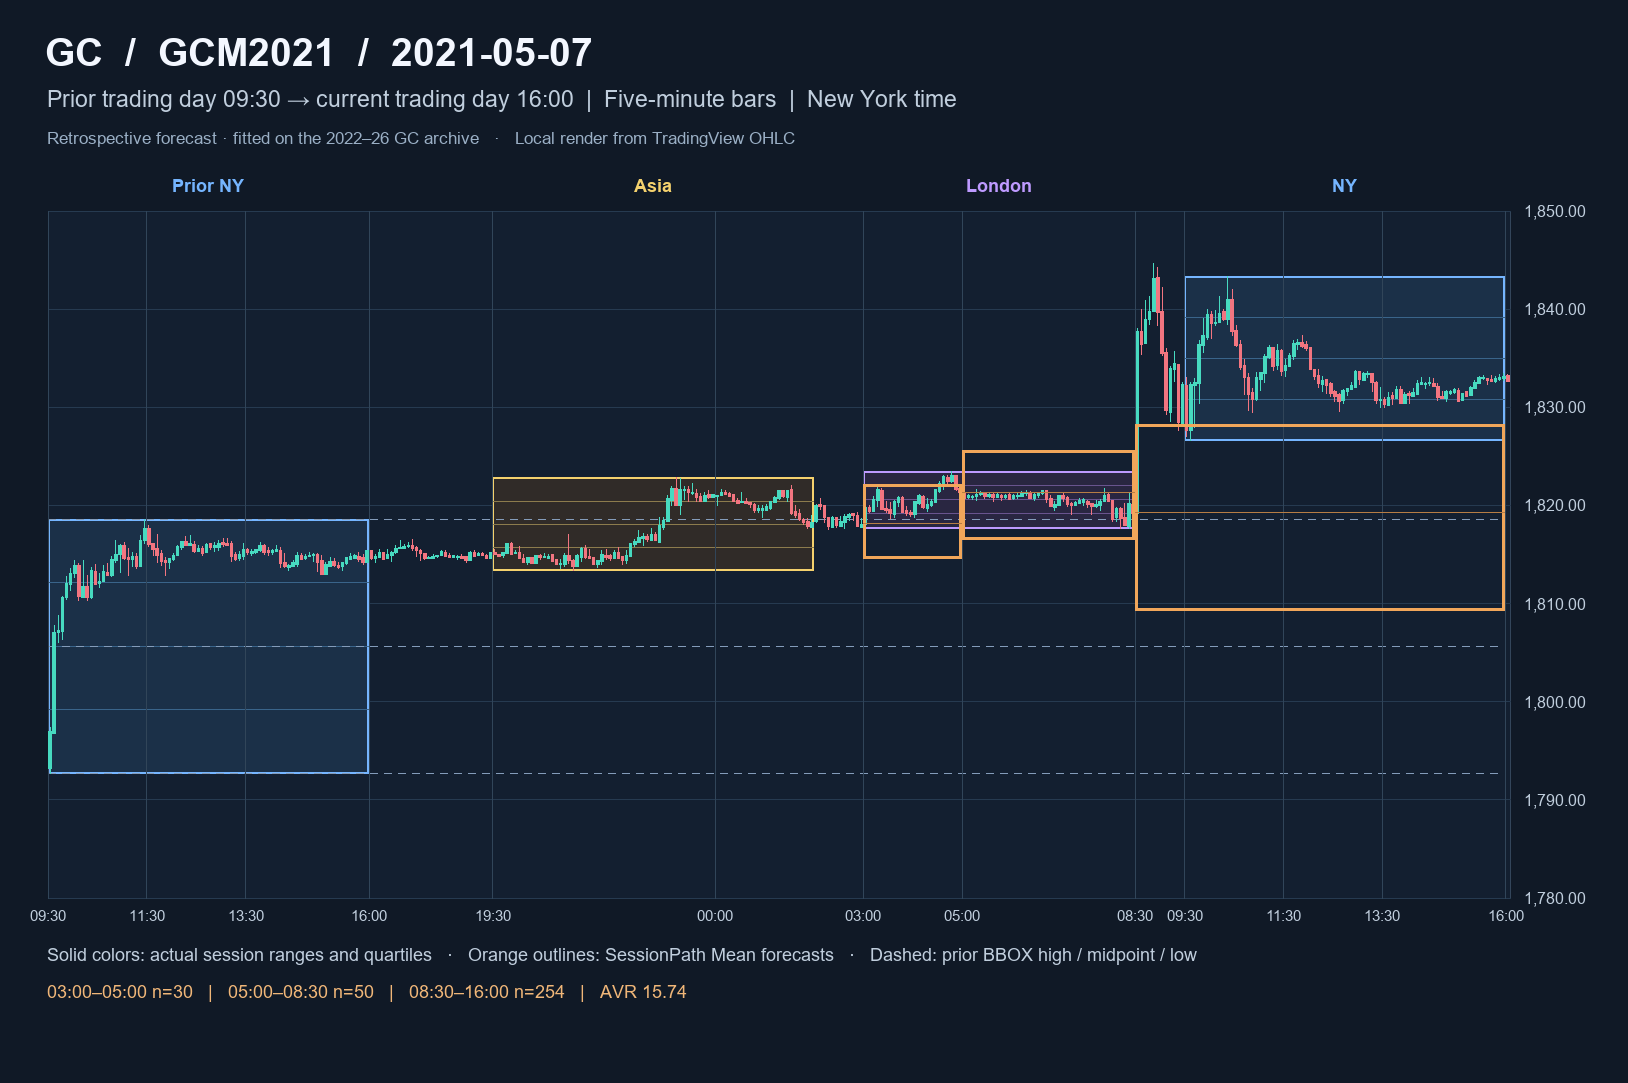 GC / GCM2021 / 2021-05-07
Prior trading day 09:30 → current trading day 16:00 | Five-minute bars | New York time
Retrospective forecast · fitted on the 2022–26 GC archive · Local render from TradingView OHLC
Prior NY Asia London NY
1,850.00
1,840.00
1,830.00
1,820.00
1,810.00
1,800.00
1,790.00
1,780.00
09:30 11:30 13:30 16:00 19:30 00:00 03:00 05:00 08:30 09:30 11:30 13:30 16:00
Solid colors: actual session ranges and quartiles · Orange outlines: SessionPath Mean forecasts · Dashed: prior BBOX high / midpoint / low
03:00–05:00 n=30 | 05:00–08:30 n=50 | 08:30–16:00 n=254 | AVR 15.74